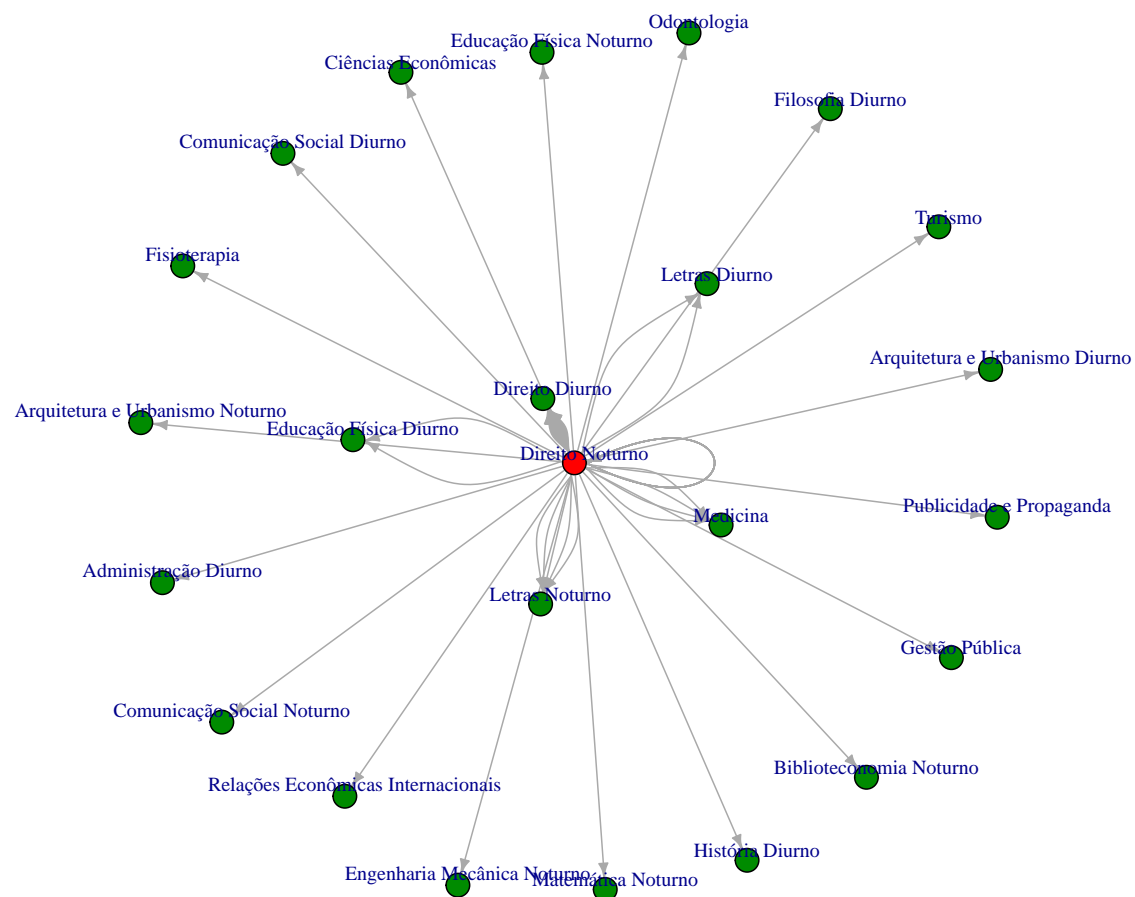 Odontologia
Educação Física Noturno
Ciências Econômicas
Filosofia Diurno
Comunicação Social Diurno
Turismo
Fisioterapia
Letras Diurno
Arquitetura e Urbanismo Diurno
Direito Diurno
Arquitetura e Urbanismo Noturno
Educação Física Diurno
Direito Noturno
Publicidade e Propaganda
Medicina
Administração Diurno
Letras Noturno
Gestão Pública
Comunicação Social Noturno
Biblioteconomia Noturno
Relações Econômicas Internacionais
História Diurno
Engenharia Mecânica Noturno
Matemática Noturno